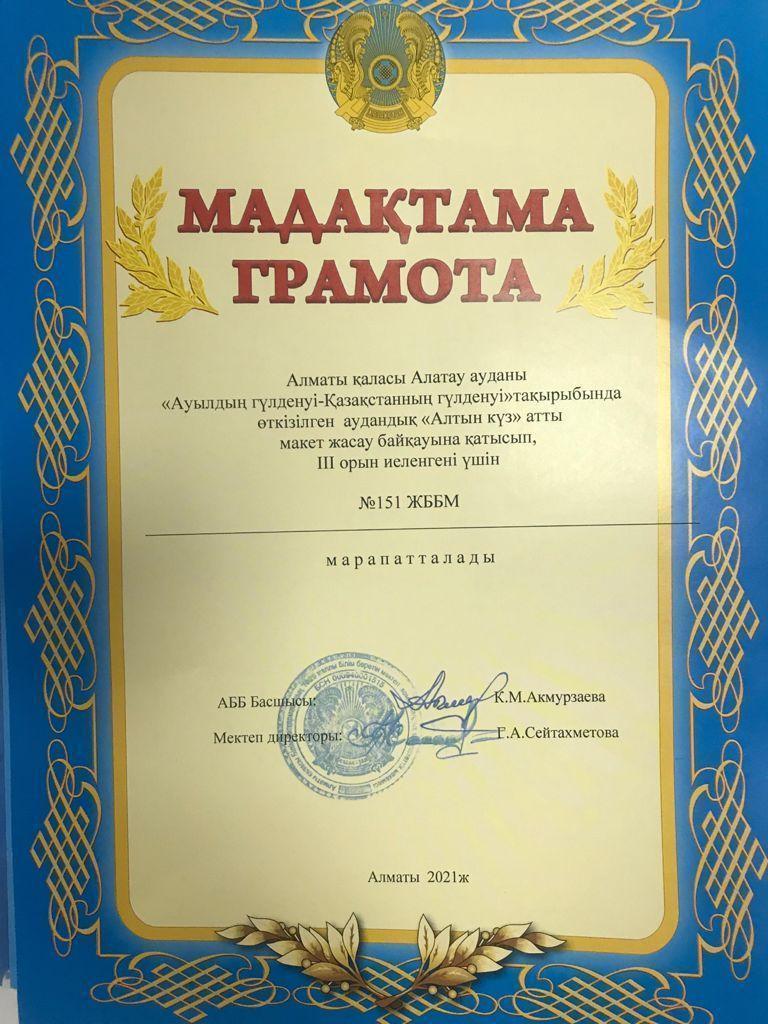 МАДАҚТАМА
ГРАМОТА
Алматы қаласы Алатау ауданы
«Ауылдың гүлденуі-Қазақстанның гүлденуі»тақырыбында
өткізілген аудандық «Алтын күз» атты
макет жасау байқауына қатысып,
III орын иеленгені үшін
№151 ЖББМ
марапатталады
АББ Басшысы: К.М.Акмурзаева
Мектеп директоры: Г.А.Сейтахметова
Алматы 2021ж